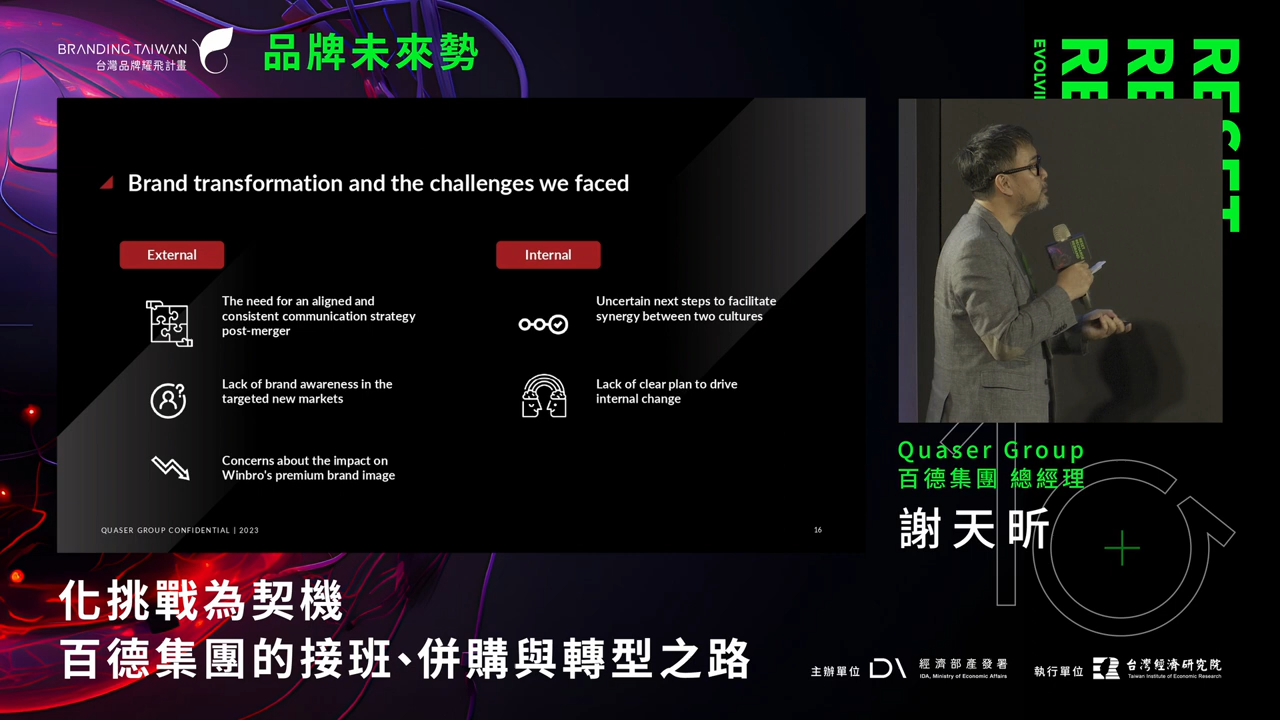 BRANDING TAIWAN
台灣品牌耀飛計畫
品牌未來勢
RESET
RE
RE
Brand transformation and the challenges we faced
External
The need for an aligned and
consistent communication strategy
post-merger
Lack of brand awareness in the
targeted new markets
Concerns about the impact on
Winbro's premium brand image
Internal
Uncertain next steps to facilitate
synergy between two cultures
Lack of clear plan to drive
internal change
QUASER GROUP CONFIDENTIAL | 2023
16
Quaser Group
百德集團 總經理
謝天昕
化挑戰為契機
百德集團的接班、併購與轉型之路
主辦單位
經濟部產發署
IDA, Ministry of Economic Affairs
執行單位
台灣經濟研究院
Taiwan Institute of Economic Research